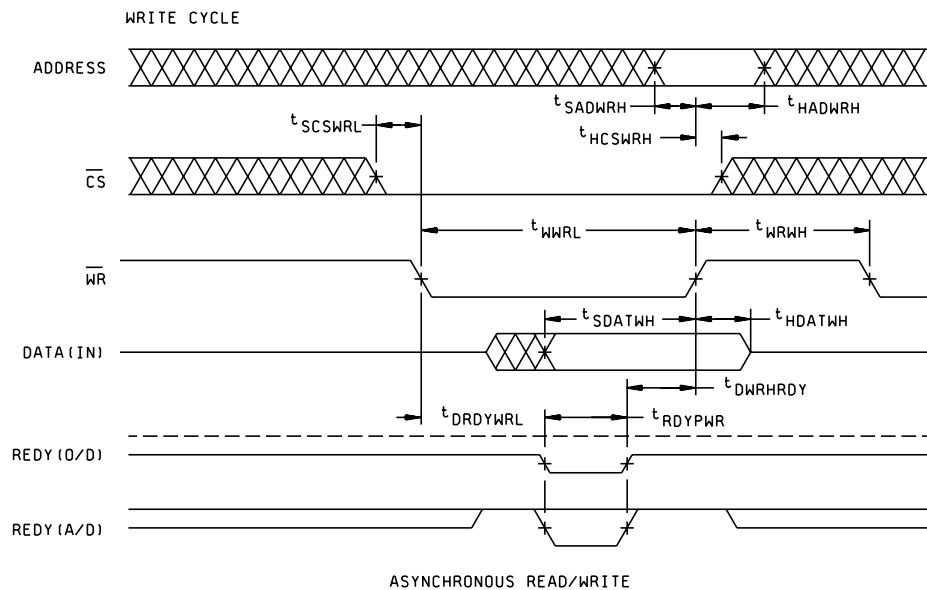 WRITE CYCLE
ADDRESS
tSADWRH
tHADWRH
tSCSWRL
tHCSWRH
CS
tWWRL
tWRWH
WR
tSDATWH
tHDATWH
DATA(IN)
tDWRHRDY
tDRDYWRL
tRDYPWR
REDY(O/D)
REDY(A/D)
ASYNCHRONOUS READ/WRITE